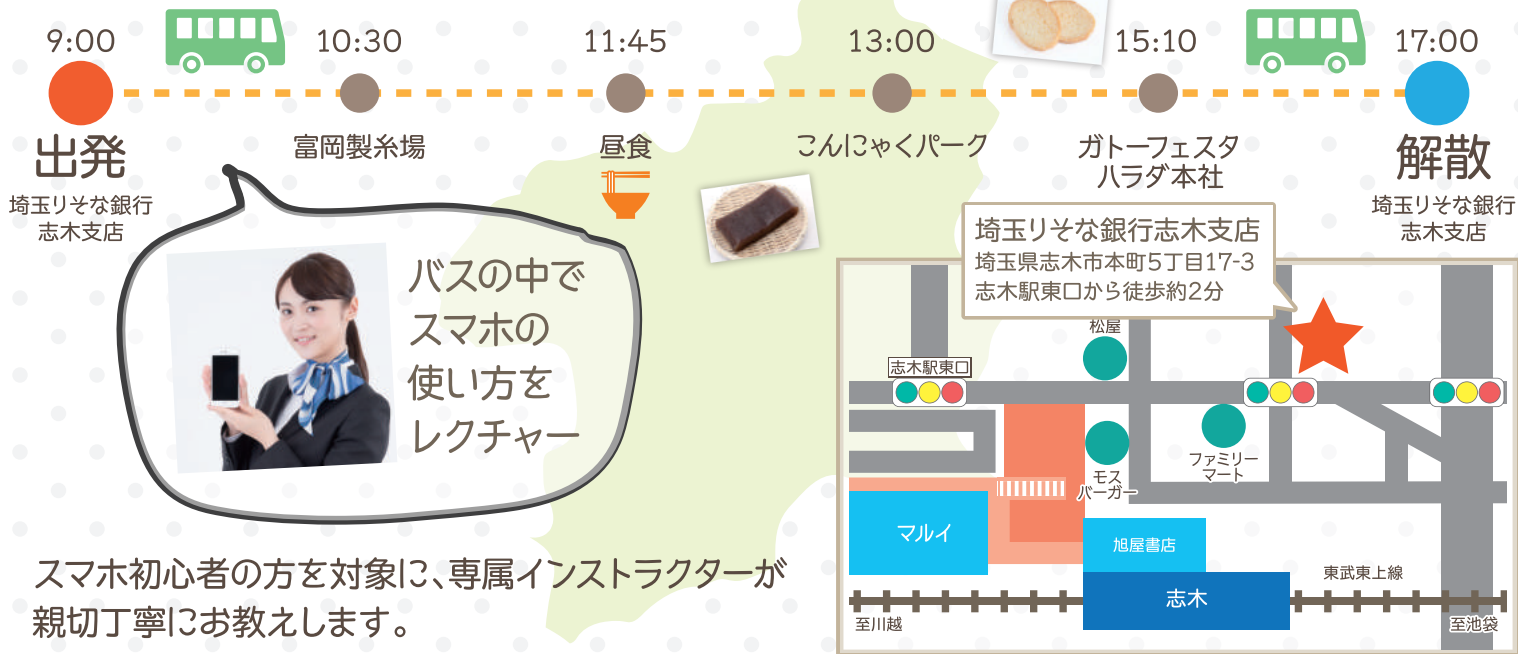 9:00
10:30
11:45
13:00
15:10
17:00
出発
埼玉りそな銀行
志木支店
富岡製糸場
昼食
こんにゃくパーク
ガトーフェスタ
ハラダ本社
解散
埼玉りそな銀行
志木支店
バスの中で
スマホの
使い方を
レクチャー
スマホ初心者の方を対象に、専属インストラクターが
親切丁寧にお教えします。
埼玉りそな銀行志木支店
埼玉県志木市本町5丁目17-3
志木駅東口から徒歩約2分
松屋
志木駅東口
モス
バーガー
ファミリー
マート
マルイ
旭屋書店
志木
東武東上線
至川越
至池袋